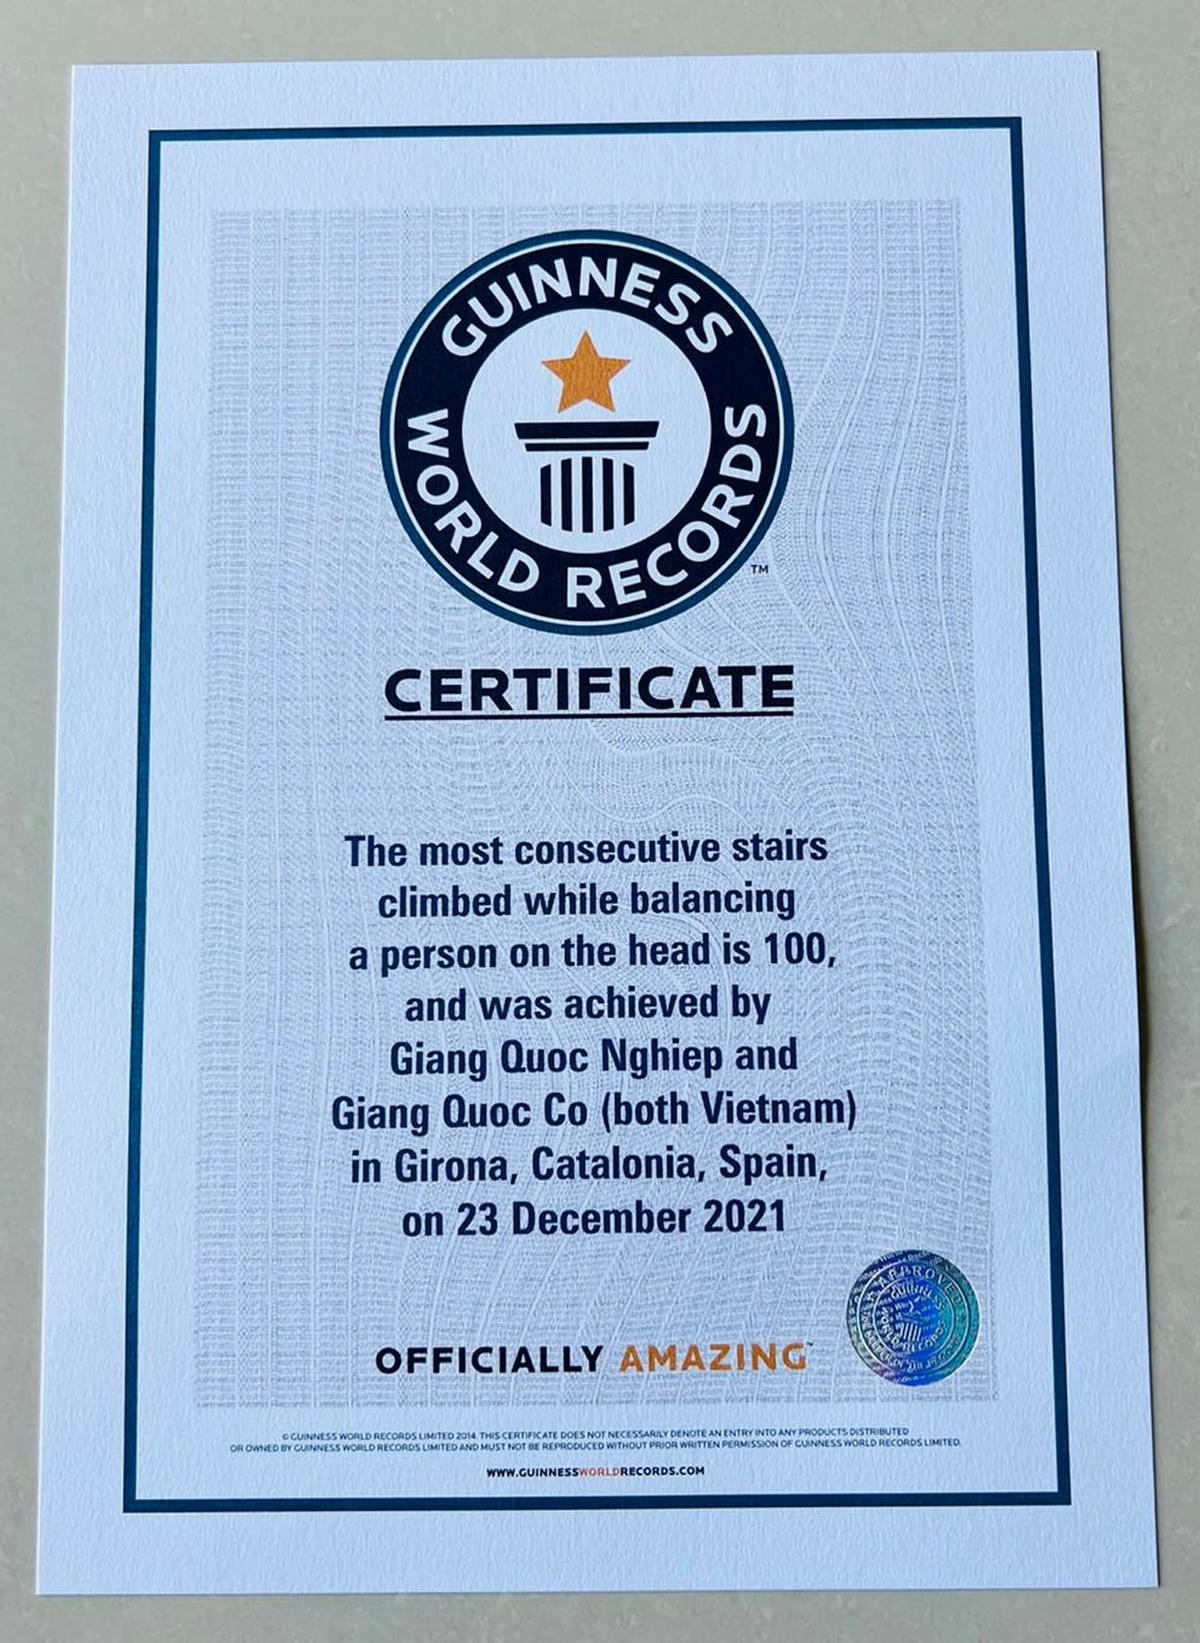 GUINNESS
WORLD RECORDS
TM
CERTIFICATE
The most consecutive stairs
climbed while balancing
a person on the head is 100,
and was achieved by
Giang Quoc Nghiep and
Giang Quoc Co (both Vietnam)
in Girona, Catalonia, Spain,
on 23 December 2021
APPROVED
GUINNESS
WORLD RECORDS
OFFICIALLY AMAZING™
© GUINNESS WORLD RECORDS LIMITED 2014. THIS CERTIFICATE DOES NOT NECESSARILY DENOTE AN ENTRY INTO ANY PRODUCTS DISTRIBUTED
OR OWNED BY GUINNESS WORLD RECORDS LIMITED AND MUST NOT BE REPRODUCED WITHOUT PRIOR WRITTEN PERMISSION OF GUINNESS WORLD RECORDS LIMITED.
WWW.GUINNESSWORLDRECORDS.COM